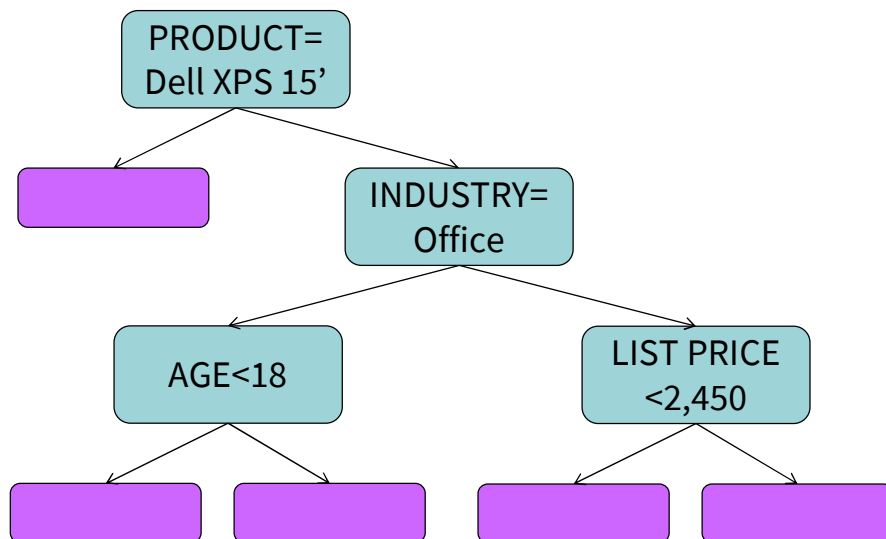 PRODUCT=
Dell XPS 15’
INDUSTRY=
Office
AGE<18
LIST PRICE
<2,450